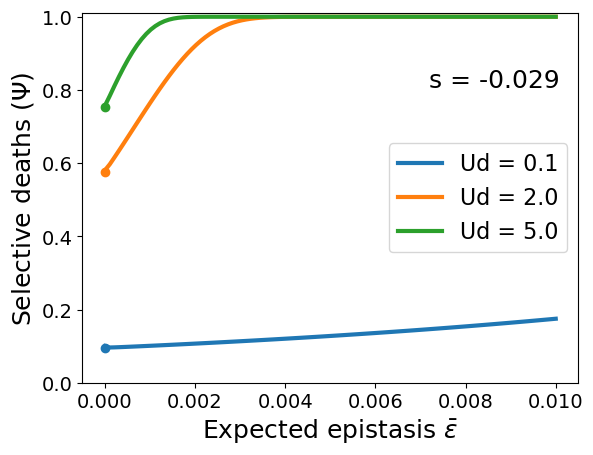 1.0
0.8
0.6
0.4
0.2
0.0
Selective deaths (Ψ)
s = -0.029
Ud = 0.1
Ud = 2.0
Ud = 5.0
0.000 0.002 0.004 0.006 0.008 0.010
Expected epistasis ε̄